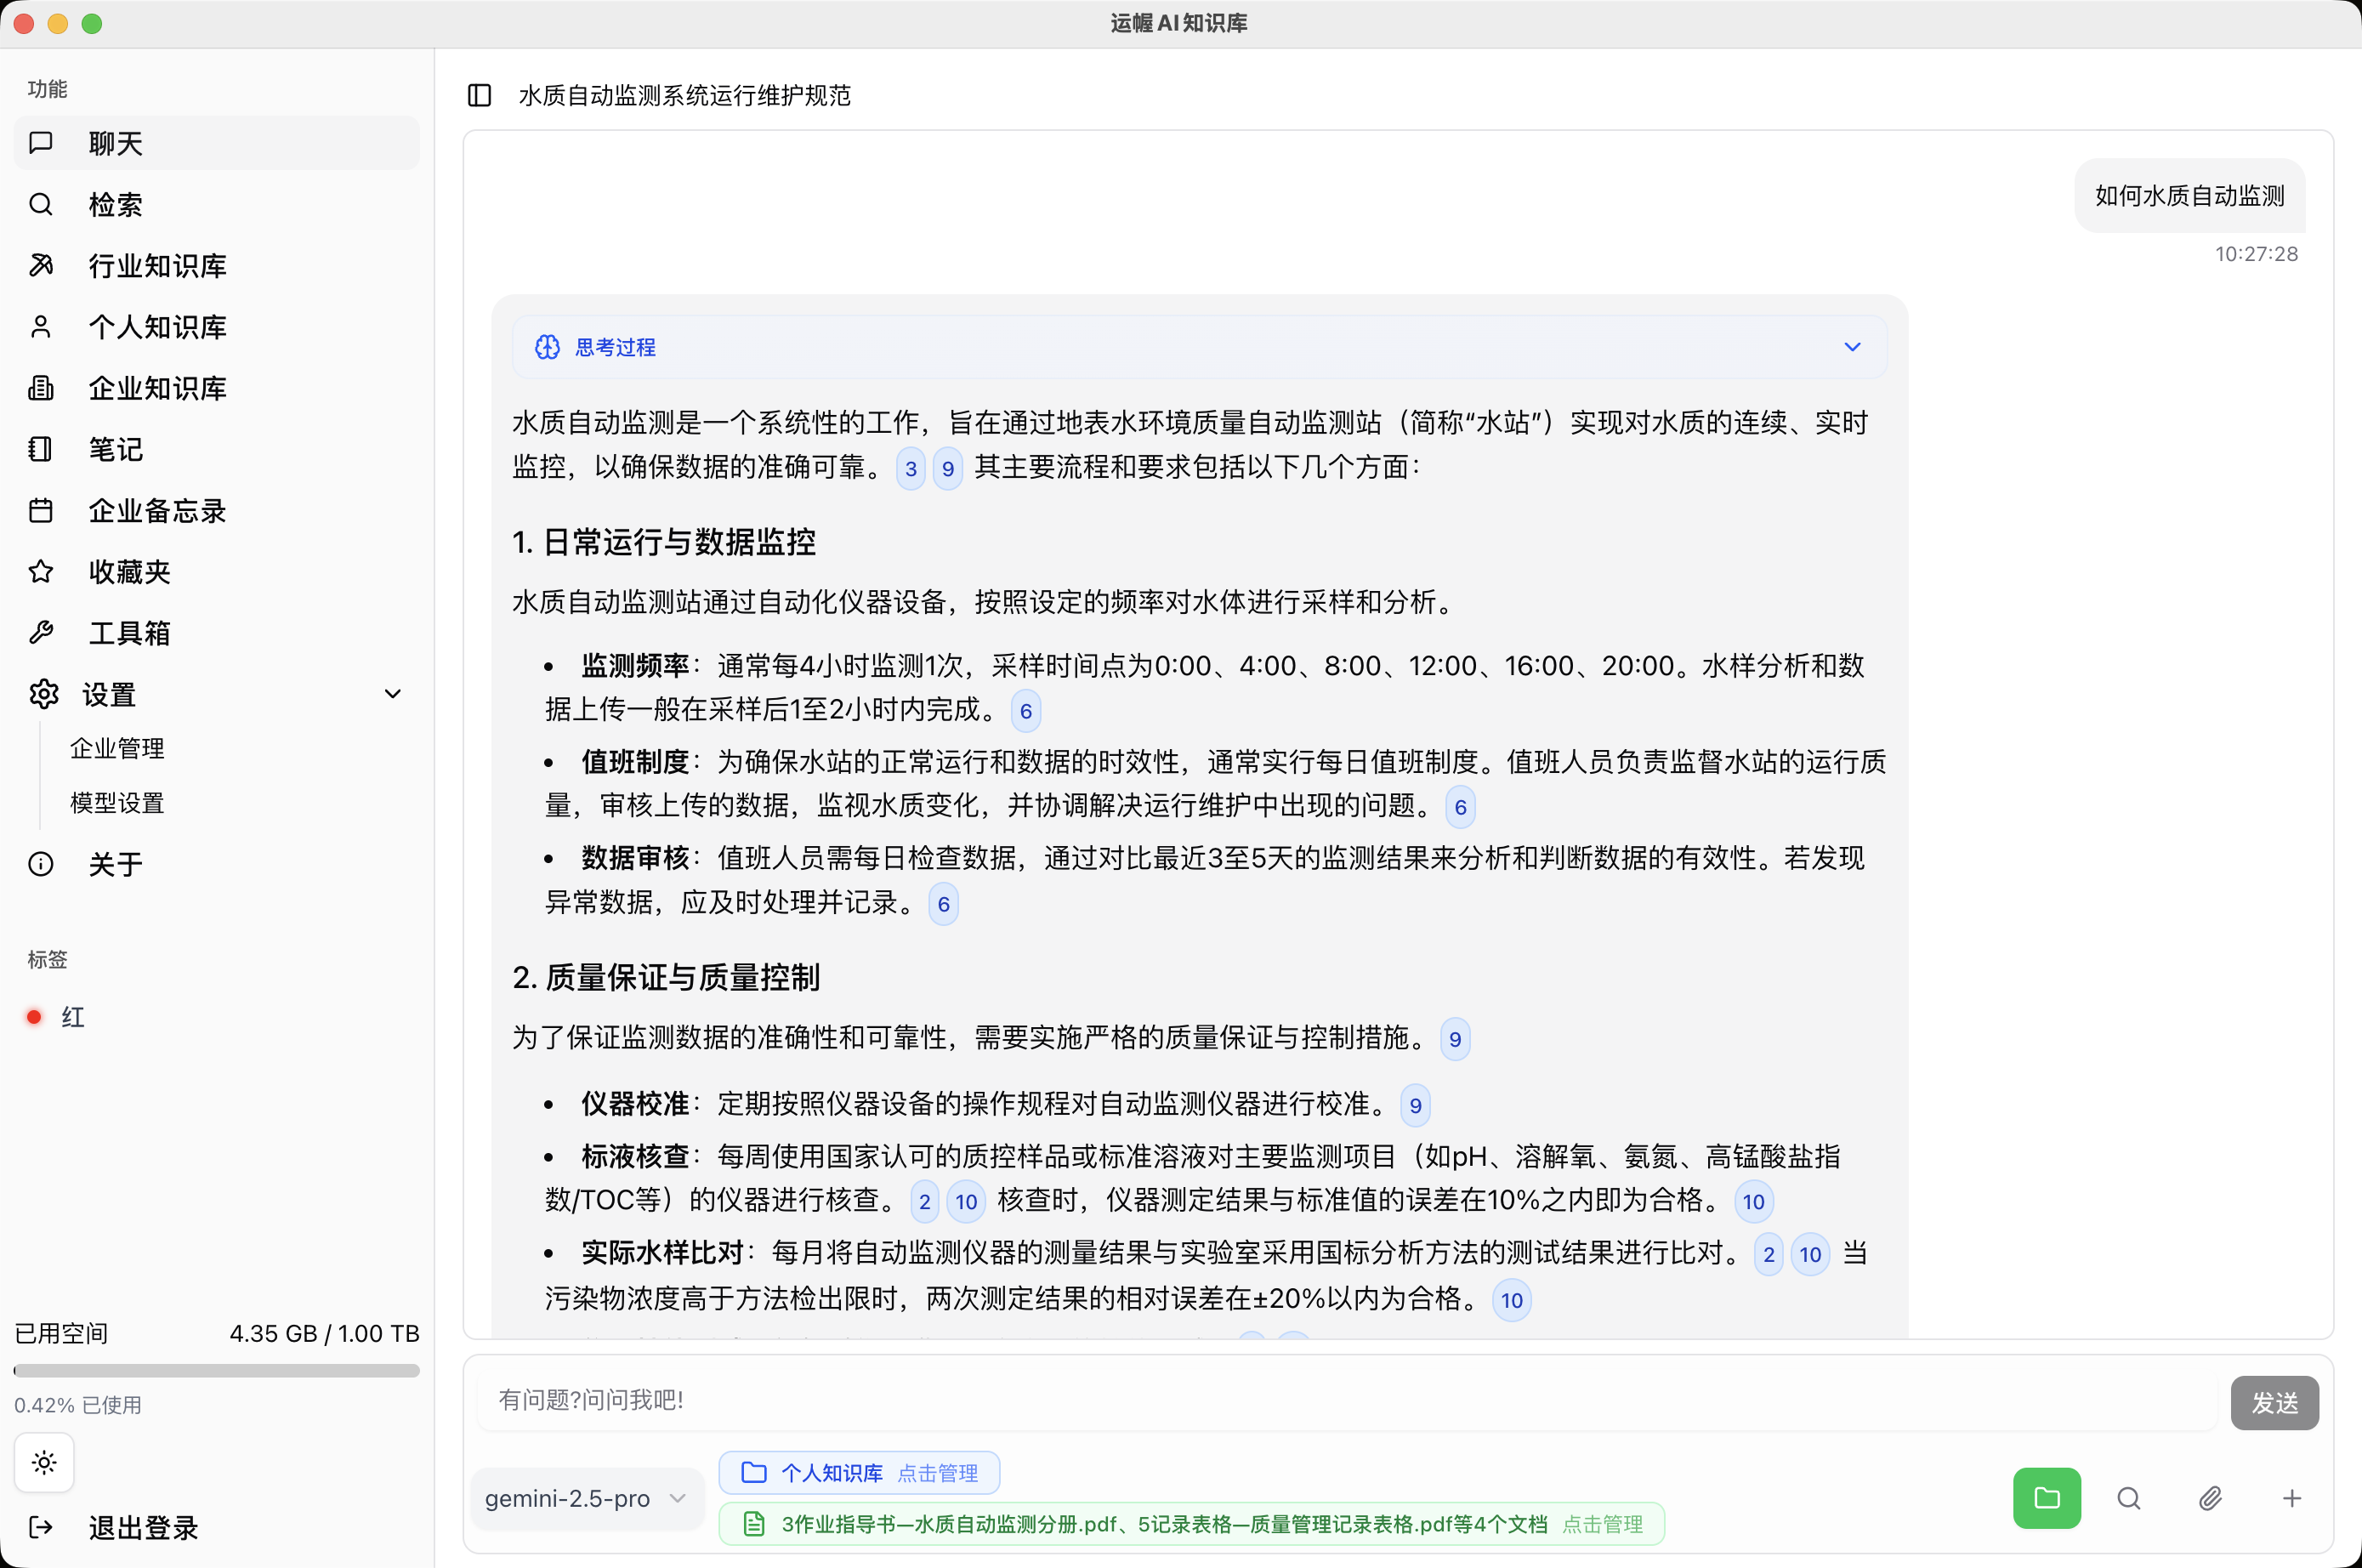 运幄AI知识库
功能
聊天
检索
行业知识库
个人知识库
企业知识库
笔记
企业备忘录
收藏夹
工具箱
设置
企业管理
模型设置
关于
标签
红
已用空间 4.35 GB / 1.00 TB
0.42% 已使用
退出登录
水质自动监测系统运行维护规范
如何水质自动监测
10:27:28
思考过程
水质自动监测是一个系统性的工作，旨在通过地表水环境质量自动监测站（简称“水站”）实现对水质的连续、实时
监控，以确保数据的准确可靠。 3 9 其主要流程和要求包括以下几个方面：
1. 日常运行与数据监控
水质自动监测站通过自动化仪器设备，按照设定的频率对水体进行采样和分析。
• 监测频率：通常每4小时监测1次，采样时间点为0:00、4:00、8:00、12:00、16:00、20:00。水样分析和数
据上传一般在采样后1至2小时内完成。 6
• 值班制度：为确保水站的正常运行和数据的时效性，通常实行每日值班制度。值班人员负责监督水站的运行质
量，审核上传的数据，监视水质变化，并协调解决运行维护中出现的问题。 6
• 数据审核：值班人员需每日检查数据，通过对比最近3至5天的监测结果来分析和判断数据的有效性。若发现
异常数据，应及时处理并记录。 6
2. 质量保证与质量控制
为了保证监测数据的准确性和可靠性，需要实施严格的质量保证与控制措施。 9
• 仪器校准：定期按照仪器设备的操作规程对自动监测仪器进行校准。 9
• 标液核查：每周使用国家认可的质控样品或标准溶液对主要监测项目（如pH、溶解氧、氨氮、高锰酸盐指
数/TOC等）的仪器进行核查。 2 10 核查时，仪器测定结果与标准值的误差在10%之内即为合格。 10
• 实际水样比对：每月将自动监测仪器的测量结果与实验室采用国标分析方法的测试结果进行比对。 2 10 当
污染物浓度高于方法检出限时，两次测定结果的相对误差在±20%以内为合格。 10
有问题?问问我吧!
发送
gemini-2.5-pro
个人知识库 点击管理
3作业指导书—水质自动监测分册.pdf、5记录表格—质量管理记录表格.pdf等4个文档 点击管理